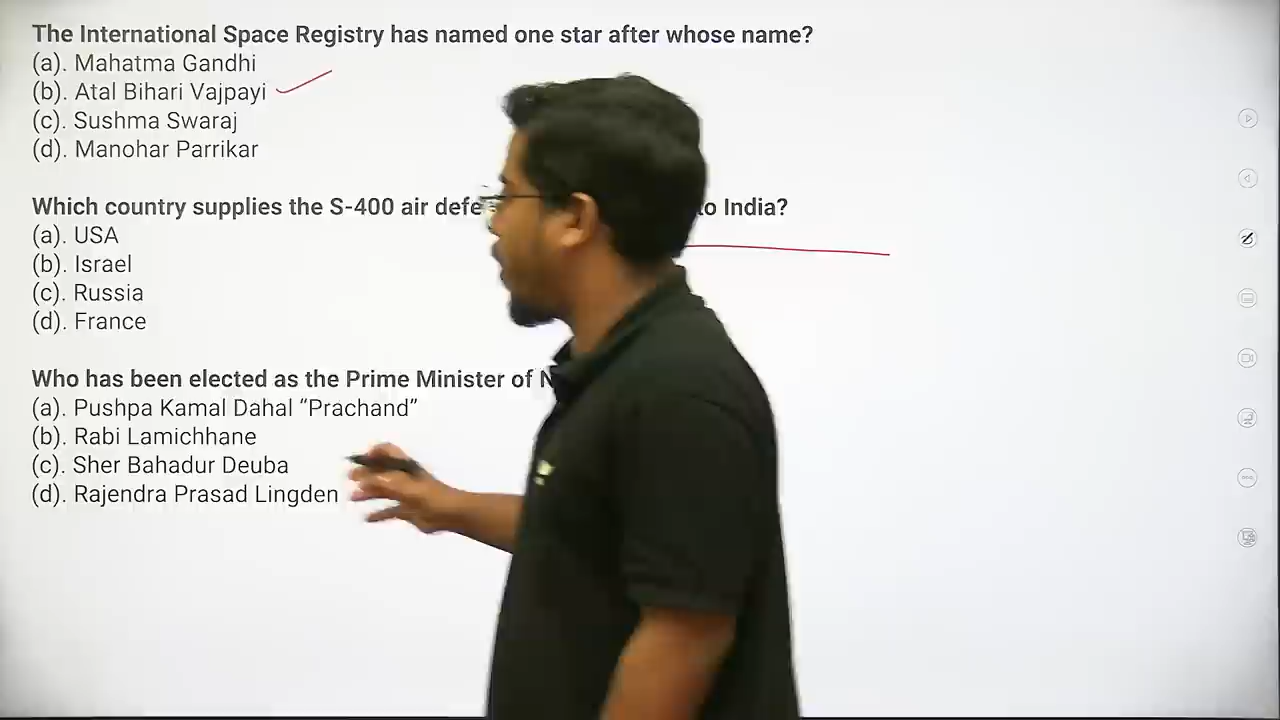 The International Space Registry has named one star after whose name?
(a). Mahatma Gandhi
(b). Atal Bihari Vajpayi
(c). Sushma Swaraj
(d). Manohar Parrikar
Which country supplies the S-400 air to India?
(a). USA
(b). Israel
(c). Russia
(d). France
Who has been elected as the Prime Minister of
(a). Pushpa Kamal Dahal “Prachand”
(b). Rabi Lamichhane
(c). Sher Bahadur Deuba
(d). Rajendra Prasad Lingden